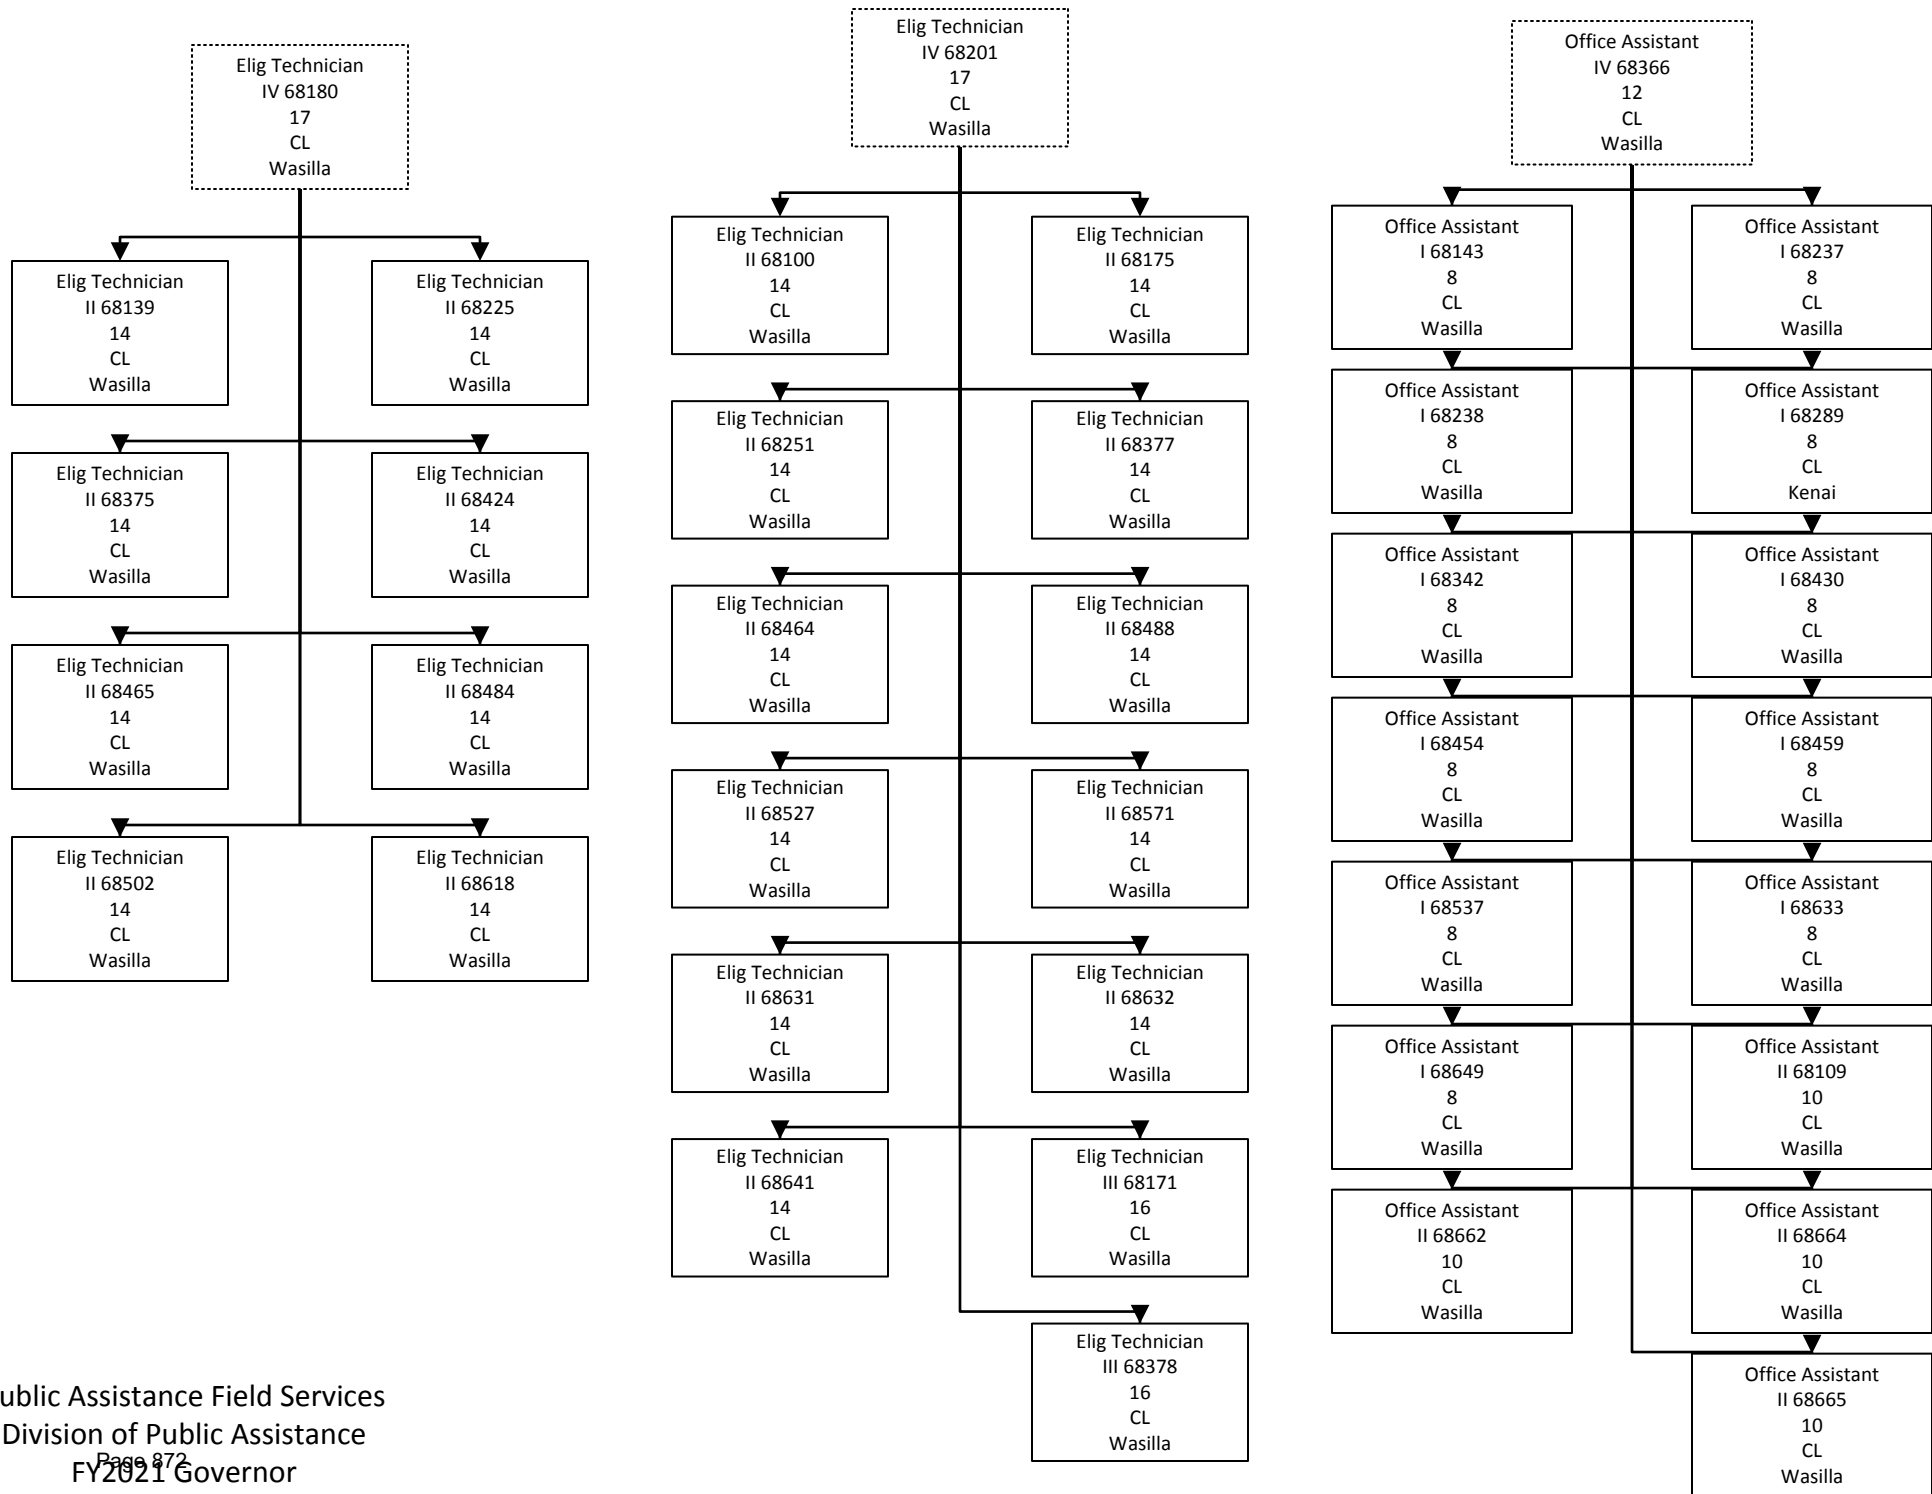 Elig Technician
IV 68180
17
CL
Wasilla
Elig Technician
II 68139
14
CL
Wasilla
Elig Technician
II 68225
14
CL
Wasilla
Elig Technician
II 68375
14
CL
Wasilla
Elig Technician
II 68424
14
CL
Wasilla
Elig Technician
II 68465
14
CL
Wasilla
Elig Technician
II 68484
14
CL
Wasilla
Elig Technician
II 68502
14
CL
Wasilla
Elig Technician
II 68618
14
CL
Wasilla
Elig Technician
IV 68201
17
CL
Wasilla
Elig Technician
II 68100
14
CL
Wasilla
Elig Technician
II 68175
14
CL
Wasilla
Elig Technician
II 68251
14
CL
Wasilla
Elig Technician
II 68377
14
CL
Wasilla
Elig Technician
II 68464
14
CL
Wasilla
Elig Technician
II 68488
14
CL
Wasilla
Elig Technician
II 68527
14
CL
Wasilla
Elig Technician
II 68571
14
CL
Wasilla
Elig Technician
II 68631
14
CL
Wasilla
Elig Technician
II 68632
14
CL
Wasilla
Elig Technician
II 68641
14
CL
Wasilla
Elig Technician
III 68171
16
CL
Wasilla
Elig Technician
III 68378
16
CL
Wasilla
Office Assistant
IV 68366
12
CL
Wasilla
Office Assistant
I 68143
8
CL
Wasilla
Office Assistant
I 68237
8
CL
Wasilla
Office Assistant
I 68238
8
CL
Wasilla
Office Assistant
I 68289
8
CL
Kenai
Office Assistant
I 68342
8
CL
Wasilla
Office Assistant
I 68430
8
CL
Wasilla
Office Assistant
I 68454
8
CL
Wasilla
Office Assistant
I 68459
8
CL
Wasilla
Office Assistant
I 68537
8
CL
Wasilla
Office Assistant
I 68633
8
CL
Wasilla
Office Assistant
I 68649
8
CL
Wasilla
Office Assistant
II 68109
10
CL
Wasilla
Office Assistant
II 68662
10
CL
Wasilla
Office Assistant
II 68664
10
CL
Wasilla
Office Assistant
II 68665
10
CL
Wasilla
ublic Assistance Field Services
Division of Public Assistance
Page 872
FY2021 Governor